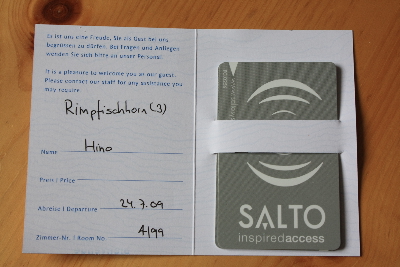 Es ist uns eine Freude, Sie als Gast bei uns
begrüssen zu dürfen. Bei Fragen und Anliegen
wenden Sie sich bitte an unser Personal.
It is a pleasure to welcome you as our guest.
Please contact our staff for any assistance you
may require.
Rimpfischhorn (3)
Name Hino
Preis / Price
Abreise / Departure 24.7.09
Zimmer-Nr. / Room No 4199
SALTO
inspiredaccess